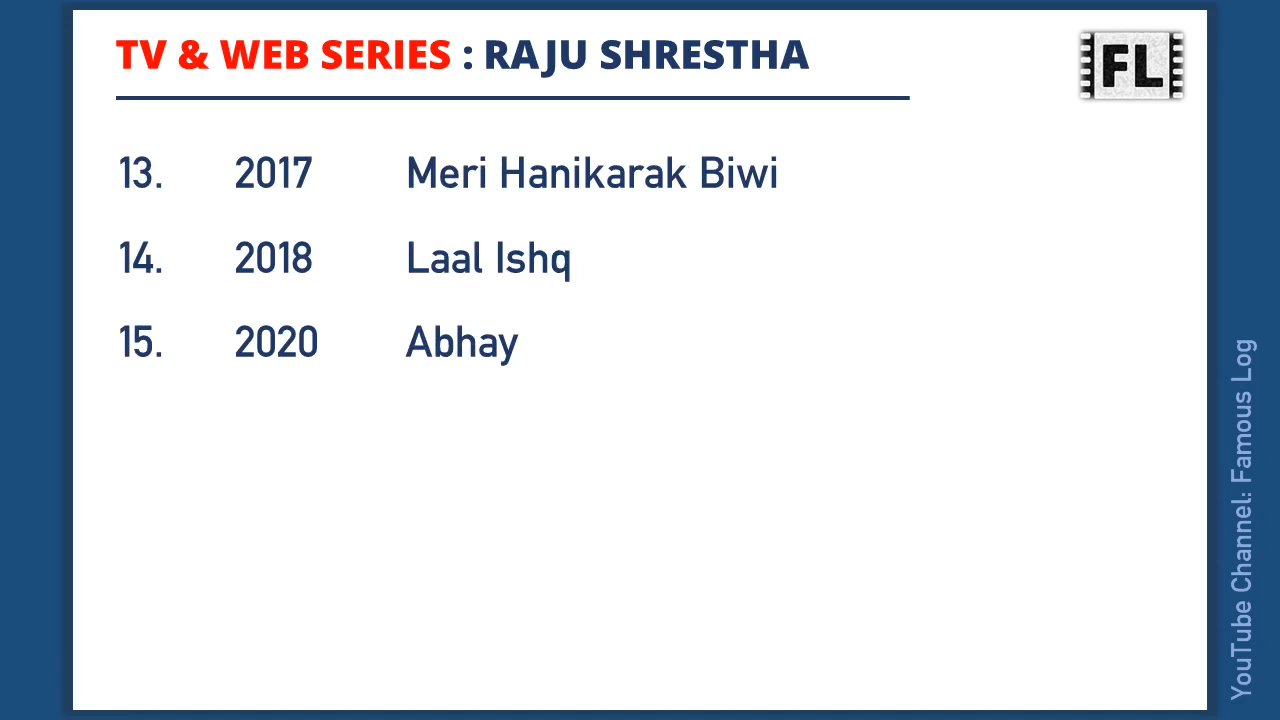 TV & WEB SERIES : RAJU SHRESTHA
FL
13. 2017 Meri Hanikarak Biwi
14. 2018 Laal Ishq
15. 2020 Abhay
YouTube Channel: Famous Log